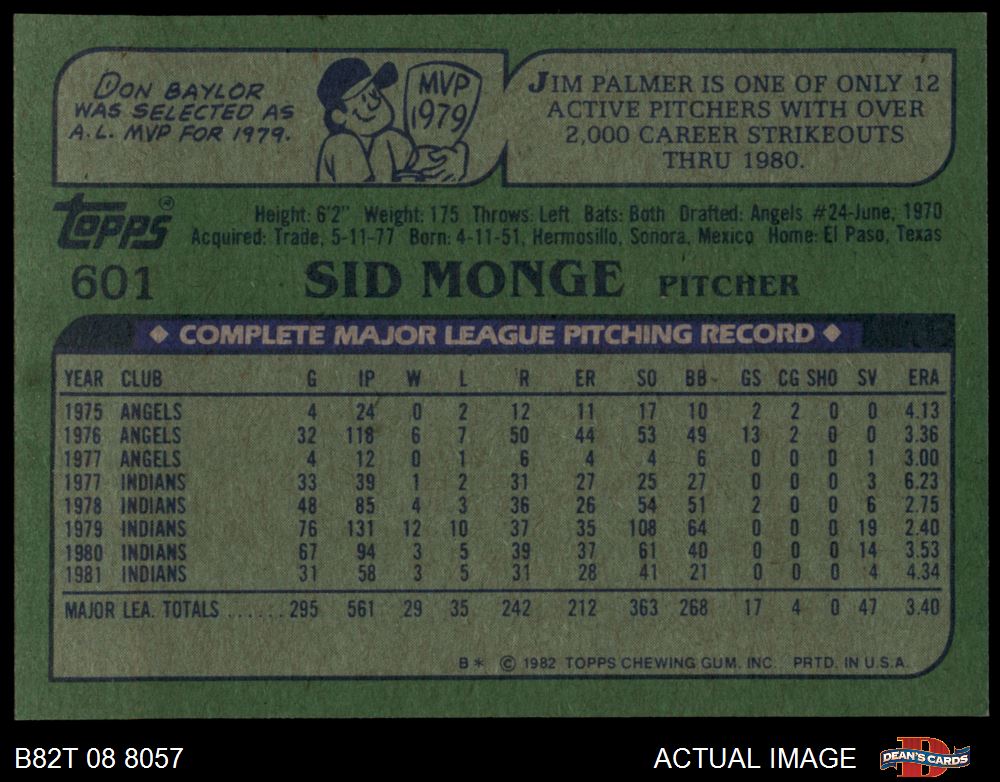 Don Baylor
was selected as
A.L. MVP for 1979.
MVP
1979
Jim Palmer is one of only 12
active pitchers with over
2,000 career strikeouts
thru 1980.
Topps®
Height: 6'2" Weight: 175 Throws: Left Bats: Both Drafted: Angels #24-June, 1970
Acquired: Trade, 5-11-77 Born: 4-11-51, Hermosillo, Sonora, Mexico Home: El Paso, Texas
601 SID MONGE PITCHER
◆ COMPLETE MAJOR LEAGUE PITCHING RECORD ◆
YEAR CLUB G IP W L R ER SO BB GS CG SHO SV ERA
1975 ANGELS 4 24 0 2 12 11 17 10 2 2 0 0 4.13
1976 ANGELS 32 118 6 7 50 44 53 49 13 2 0 0 3.36
1977 ANGELS 4 12 0 1 6 4 4 6 0 0 0 1 3.00
1977 INDIANS 33 39 1 2 31 27 25 27 0 0 0 3 6.23
1978 INDIANS 48 85 4 3 36 26 54 51 2 0 0 6 2.75
1979 INDIANS 76 131 12 10 37 35 108 64 0 0 0 19 2.40
1980 INDIANS 67 94 3 5 39 37 61 40 0 0 0 14 3.53
1981 INDIANS 31 58 3 5 31 28 41 21 0 0 0 4 4.34
MAJOR LEA. TOTALS ...... 295 561 29 35 242 212 363 268 17 4 0 47 3.40
B* © 1982 TOPPS CHEWING GUM, INC. PRTD. IN U.S.A.
B82T 08 8057 ACTUAL IMAGE DEAN'S CARDS